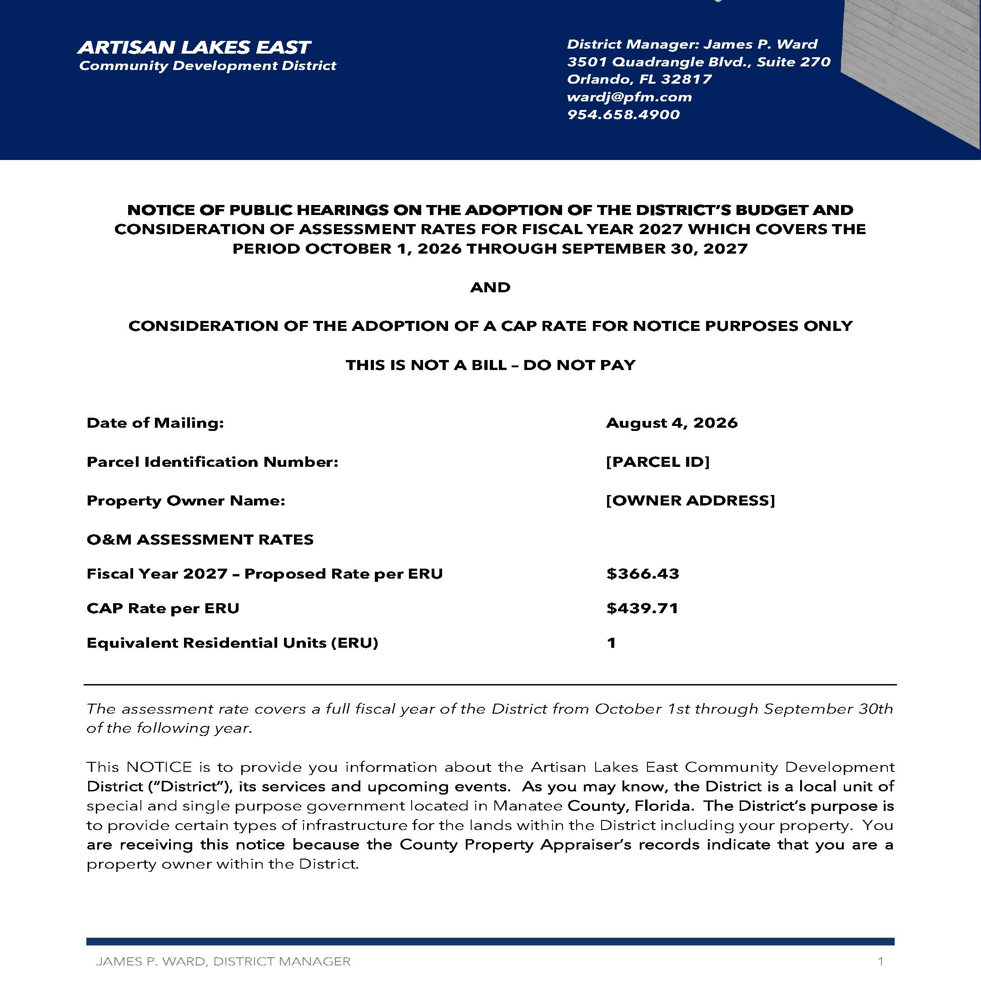 ARTISAN LAKES EAST
Community Development District
District Manager: James P. Ward
3501 Quadrangle Blvd., Suite 270
Orlando, FL 32817
wardj@pfm.com
954.658.4900
NOTICE OF PUBLIC HEARINGS ON THE ADOPTION OF THE DISTRICT’S BUDGET AND
CONSIDERATION OF ASSESSMENT RATES FOR FISCAL YEAR 2027 WHICH COVERS THE
PERIOD OCTOBER 1, 2026 THROUGH SEPTEMBER 30, 2027
AND
CONSIDERATION OF THE ADOPTION OF A CAP RATE FOR NOTICE PURPOSES ONLY
THIS IS NOT A BILL – DO NOT PAY
Date of Mailing: August 4, 2026
Parcel Identification Number: [PARCEL ID]
Property Owner Name: [OWNER ADDRESS]
O&M ASSESSMENT RATES
Fiscal Year 2027 – Proposed Rate per ERU $366.43
CAP Rate per ERU $439.71
Equivalent Residential Units (ERU) 1
The assessment rate covers a full fiscal year of the District from October 1st through September 30th
of the following year.
This NOTICE is to provide you information about the Artisan Lakes East Community Development
District (“District”), its services and upcoming events. As you may know, the District is a local unit of
special and single purpose government located in Manatee County, Florida. The District’s purpose is
to provide certain types of infrastructure for the lands within the District including your property. You
are receiving this notice because the County Property Appraiser’s records indicate that you are a
property owner within the District.
JAMES P. WARD, DISTRICT MANAGER 1